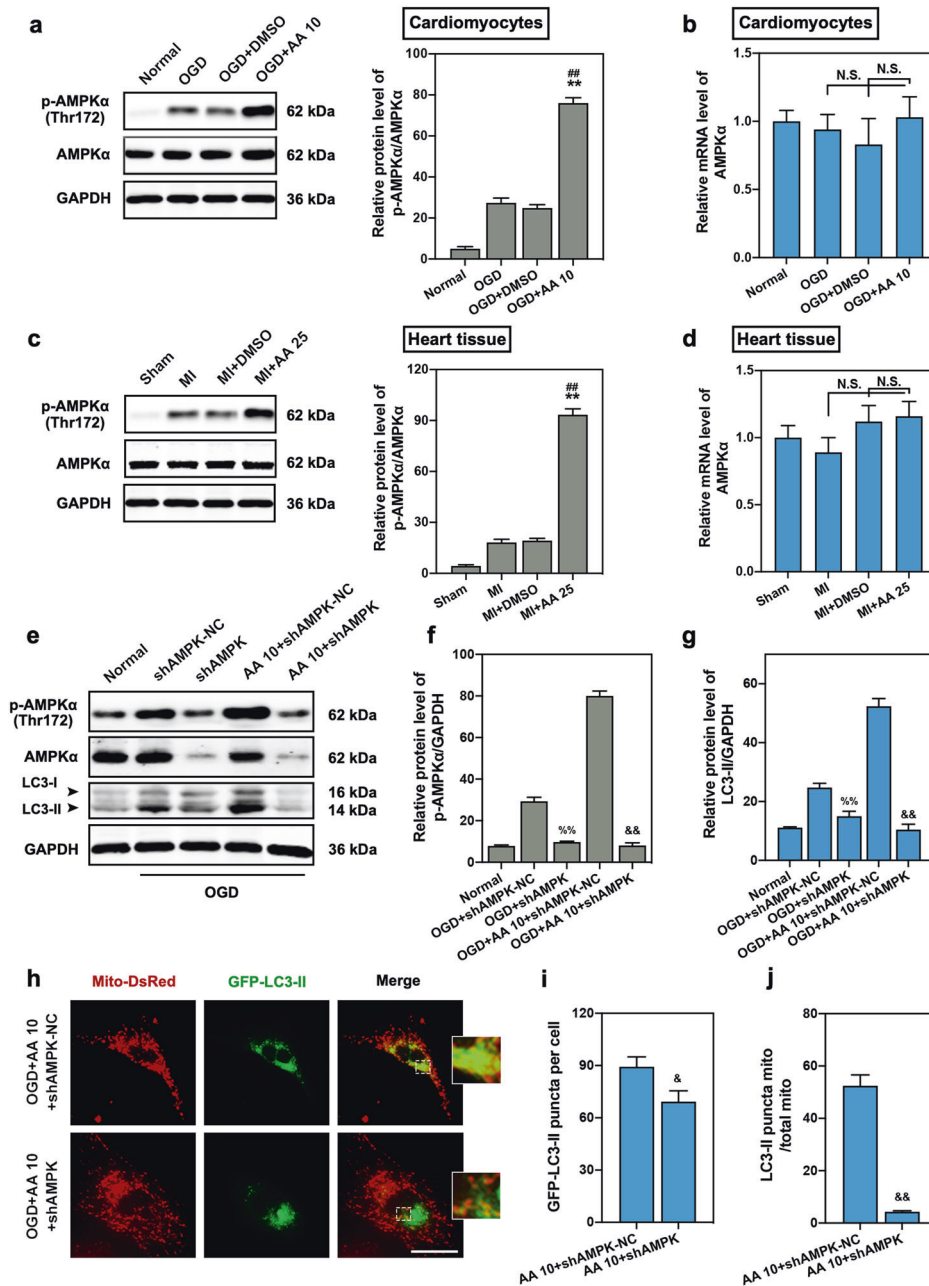 a
Normal
OGD
OGD+DMSO
OGD+AA 10
p-AMPKα
(Thr172)
62 kDa
AMPKα
62 kDa
GAPDH
36 kDa
Cardiomyocytes
Relative protein level of
p-AMPKα/AMPKα
100
80
60
40
20
0
##
**
Normal
OGD
OGD+DMSO
OGD+AA 10
b
Cardiomyocytes
Relative mRNA level of
AMPKα
1.5
1.0
0.5
0.0
N.S.
N.S.
Normal
OGD
OGD+DMSO
OGD+AA 10
c
Sham
MI
MI+DMSO
MI+AA 25
p-AMPKα
(Thr172)
62 kDa
AMPKα
62 kDa
GAPDH
36 kDa
Heart tissue
Relative protein level of
p-AMPKα/AMPKα
120
90
60
30
0
##
**
Sham
MI
MI+DMSO
MI+AA 25
d
Heart tissue
Relative mRNA level of
AMPKα
1.5
1.0
0.5
0.0
N.S.
N.S.
Sham
MI
MI+DMSO
MI+AA 25
e
Normal
shAMPK-NC
shAMPK
AA 10+shAMPK-NC
AA 10+shAMPK
p-AMPKα
(Thr172)
62 kDa
AMPKα
62 kDa
LC3-I
16 kDa
LC3-II
14 kDa
GAPDH
36 kDa
OGD
f
Relative protein level of
p-AMPKα/GAPDH
100
80
60
40
20
0
%%
&&
Normal
OGD+shAMPK-NC
OGD+shAMPK
OGD+AA 10+shAMPK-NC
OGD+AA 10+shAMPK
g
Relative protein level of
LC3-II/GAPDH
80
60
40
20
0
%%
&&
Normal
OGD+shAMPK-NC
OGD+shAMPK
OGD+AA 10+shAMPK-NC
OGD+AA 10+shAMPK
h
Mito-DsRed
GFP-LC3-II
Merge
OGD+AA 10
+shAMPK-NC
OGD+AA 10
+shAMPK
i
GFP-LC3-II puncta per cell
120
90
60
30
0
&
AA 10+shAMPK-NC
AA 10+shAMPK
j
LC3-II puncta mito
/total mito
80
60
40
20
0
&&
AA 10+shAMPK-NC
AA 10+shAMPK